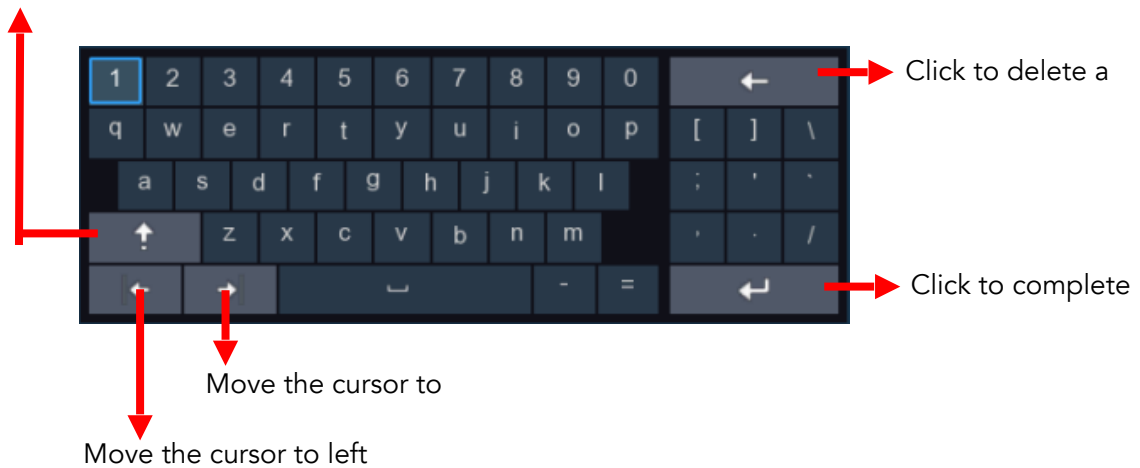 1 2 3 4 5 6 7 8 9 0
Click to delete a
q w e r t y u i o p [ ] \
a s d f g h j k l ; ' `
z x c v b n m , . /
- =
Click to complete
Move the cursor to
Move the cursor to left